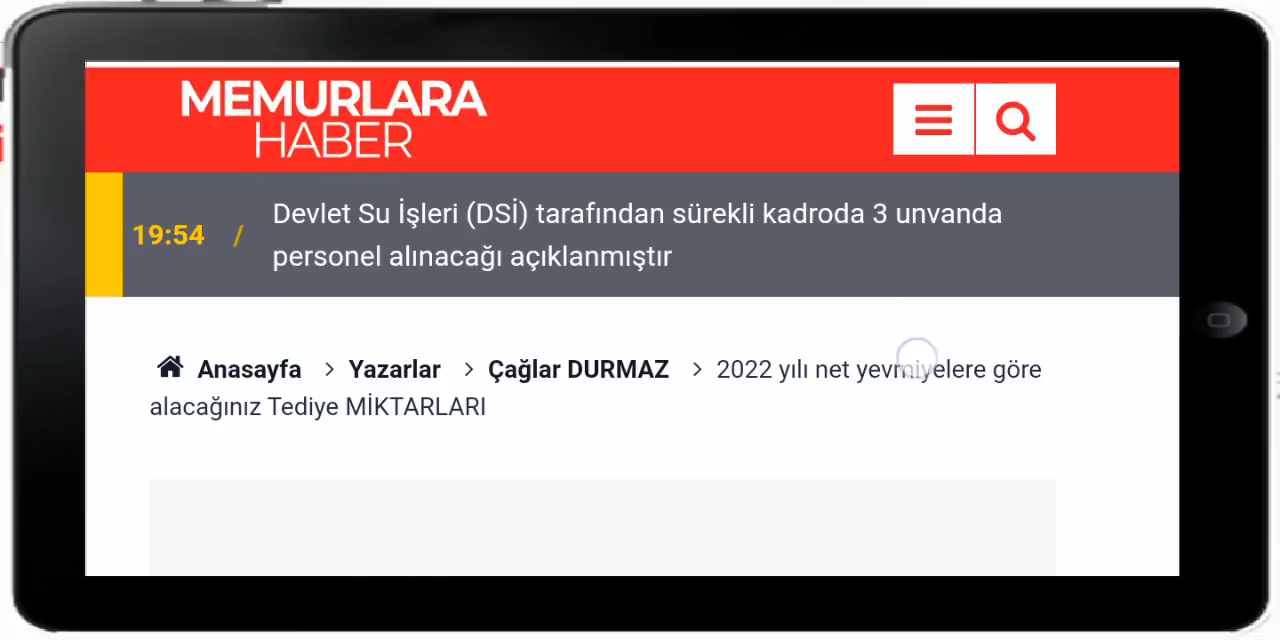 MEMURLARA
HABER
19:54 /
Devlet Su İşleri (DSİ) tarafından sürekli kadroda 3 unvanda
personel alınacağı açıklanmıştır
Anasayfa > Yazarlar > Çağlar DURMAZ > 2022 yılı net yevmiyelere göre
alacağınız Tediye MİKTARLARI